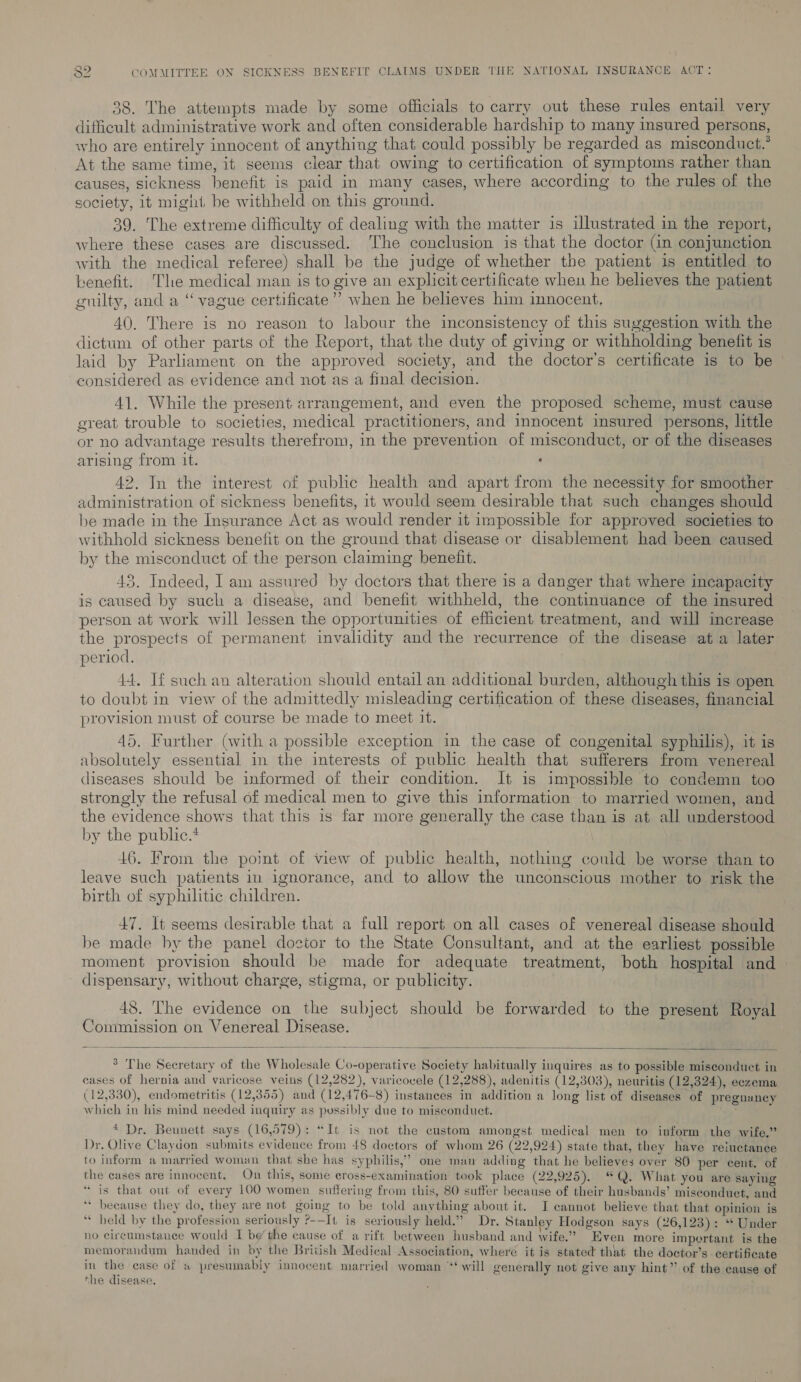 82 COMMITTEE ON SICKNESS BENEFIT CLAIMS UNDER THE NATIONAL INSURANCE ACT:
38. The attempts made by some officials to carry out these rules entail very
difficult administrative work and often considerable hardship to many insured persons,
who are entirely innocent of anything that could possibly be regarded as misconduct.³
At the same time, it seems clear that owing to certification of symptoms rather than
causes, sickness benefit is paid in many cases, where according to the rules of the
society, it might be withheld on this ground.
39. The extreme difficulty of dealing with the matter is illustrated in the report,
where these cases are discussed. The conclusion is that the doctor (in conjunction
with the medical referee) shall be the judge of whether the patient is entitled to
benefit. The medical man is to give an explicit certificate when he believes the patient
guilty, and a “vague certificate” when he believes him innocent.
40. There is no reason to labour the inconsistency of this suggestion with the
dictum of other parts of the Report, that the duty of giving or withholding benefit is
laid by Parliament on the approved society, and the doctor's certificate is to be
considered as evidence and not as a final decision.
41. While the present arrangement, and even the proposed scheme, must cause
great trouble to societies, medical practitioners, and innocent insured persons, little
or no advantage results therefrom, in the prevention of misconduct, or of the diseases
arising from it.
42. In the interest of public health and apart from the necessity for smoother
administration of sickness benefits, it would seem desirable that such changes should
be made in the Insurance Act as would render it impossible for approved societies to
withhold sickness benefit on the ground that disease or disablement had been caused
by the misconduct of the person claiming benefit.
43. Indeed, I am assured by doctors that there is a danger that where incapacity
is caused by such a disease, and benefit withheld, the continuance of the insured
person at work will lessen the opportunities of efficient treatment, and will increase
the prospects of permanent invalidity and the recurrence of the disease at a later
period.
44. If such an alteration should entail an additional burden, although this is open
to doubt in view of the admittedly misleading certification of these diseases, financial
provision must of course be made to meet it.
45. Further (with a possible exception in the case of congenital syphilis), it is
absolutely essential in the interests of public health that sufferers from venereal
diseases should be informed of their condition. It is impossible to condemn too
strongly the refusal of medical men to give this information to married women, and
the evidence shows that this is far more generally the case than is at all understood
by the public.⁴
46. From the point of view of public health, nothing could be worse than to
leave such patients in ignorance, and to allow the unconscious mother to risk the
birth of syphilitic children.
47. It seems desirable that a full report on all cases of venereal disease should
be made by the panel doctor to the State Consultant, and at the earliest possible
moment provision should be made for adequate treatment, both hospital and
dispensary, without charge, stigma, or publicity.
48. The evidence on the subject should be forwarded to the present Royal
Commission on Venereal Disease.
³ The Secretary of the Wholesale Co-operative Society habitually inquires as to possible misconduct in
cases of hernia and varicose veins (12,282), varicocele (12,288), adenitis (12,303), neuritis (12,324), eczema
(12,330), endometritis (12,355) and (12,476-8) instances in addition a long list of diseases of pregnancy
which in his mind needed inquiry as possibly due to misconduct.
⁴ Dr. Bennett says (16,579): “It is not the custom amongst medical men to inform the wife.”
Dr. Olive Claydon submits evidence from 48 doctors of whom 26 (22,924) state that, they have reluctance
to inform a married woman that she has syphilis,” one man adding that he believes over 80 per cent. of
the cases are innocent. On this, some cross-examination took place (22,925). “Q. What you are saying
“ is that out of every 100 women suffering from this, 80 suffer because of their husbands' misconduct, and
“ because they do, they are not going to be told anything about it. I cannot believe that that opinion is
“ held by the profession seriously?—It is seriously held.” Dr. Stanley Hodgson says (26,123): “Under
no circumstance would I be the cause of a rift between husband and wife.” Even more important is the
memorandum handed in by the British Medical Association, where it is stated that the doctor's certificate
in the case of a presumably innocent married woman “will generally not give any hint” of the cause of
the disease.